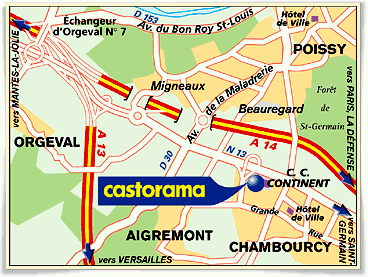 Échangeur
d'Orgeval N° 7
D 153
Av. du Bon Roy St-Louis
Hôtel
de Ville
POISSY
vers MANTES-LA-JOLIE
Migneaux
Av. de la Maladrerie
Beauregard
vers PARIS, LA DÉFENSE
Forêt
de
St-Germain
ORGEVAL
A 13
D 30
N 13
A 14
castorama
C. C.
CONTINENT
Grande Rue
Hôtel
de Ville
vers SAINT-
GERMAIN
AIGREMONT
CHAMBOURCY
vers VERSAILLES